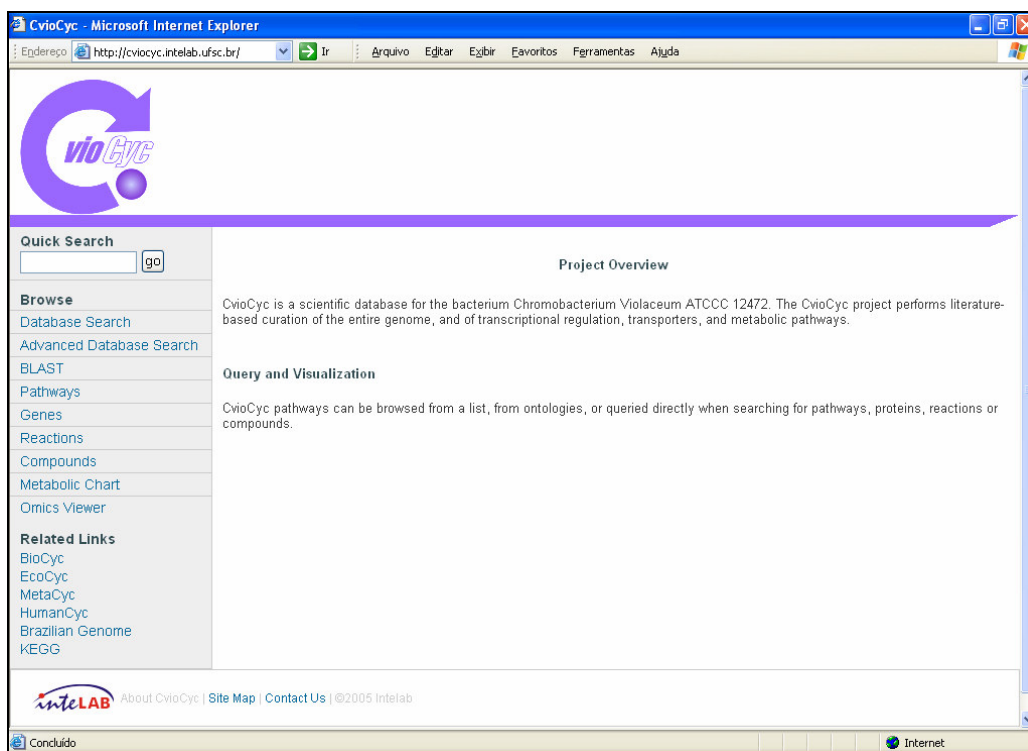 CvioCyc - Microsoft Internet Explorer
Endereço http://cviocyc.intelab.ufsc.br/ Ir Arquivo Editar Exibir Favoritos Ferramentas Ajuda
vioCyc
Quick Search
go
Browse
Database Search
Advanced Database Search
BLAST
Pathways
Genes
Reactions
Compounds
Metabolic Chart
Omics Viewer
Related Links
BioCyc
EcoCyc
MetaCyc
HumanCyc
Brazilian Genome
KEGG
Project Overview
CvioCyc is a scientific database for the bacterium Chromobacterium Violaceum ATCCC 12472. The CvioCyc project performs literature-
based curation of the entire genome, and of transcriptional regulation, transporters, and metabolic pathways.
Query and Visualization
CvioCyc pathways can be browsed from a list, from ontologies, or queried directly when searching for pathways, proteins, reactions or
compounds.
inteLAB About CvioCyc | Site Map | Contact Us | ©2005 Intelab
Concluído Internet